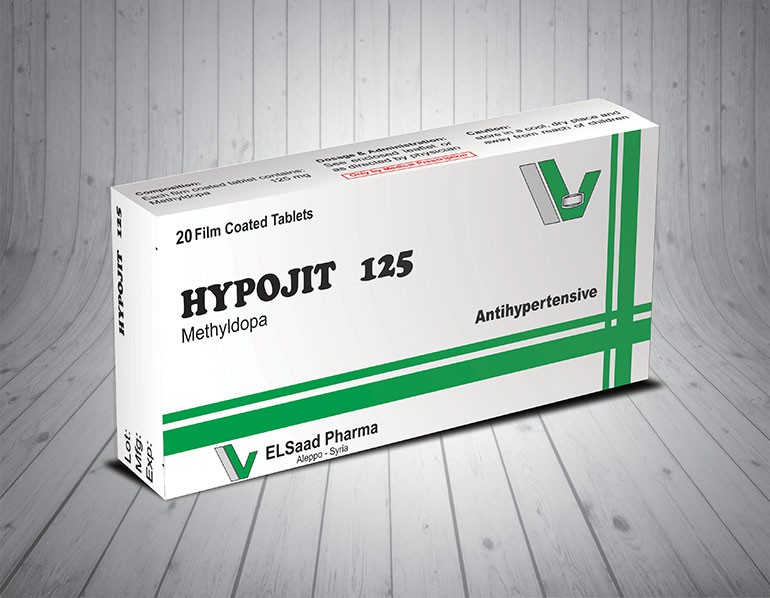 Composition:
Each film coated tablet contains:
Methyldopa 125 mg
Dosage & Administration:
See enclosed leaflet or
as directed by physician
Only by Medical Prescription
Caution:
store in a cool, dry place and
away from reach of children
20 Film Coated Tablets
HYPOJIT 125
Methyldopa
Antihypertensive
ELSaad Pharma
Aleppo - Syria
HYPOJIT 125
Lot:
Mfg:
Exp: